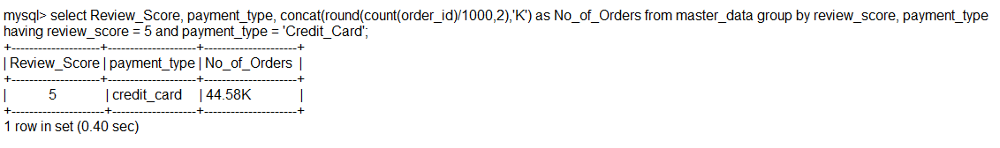 mysql> select Review_Score, payment_type, concat(round(count(order_id)/1000,2),'K') as No_of_Orders from master_data group by review_score, payment_type
having review_score = 5 and payment_type = 'Credit_Card';
+--------------------+--------------------+---------------------+
| Review_Score | payment_type | No_of_Orders |
+--------------------+--------------------+---------------------+
| 5 | credit_card | 44.58K |
+---------------------+-------------------+---------------------+
1 row in set (0.40 sec)